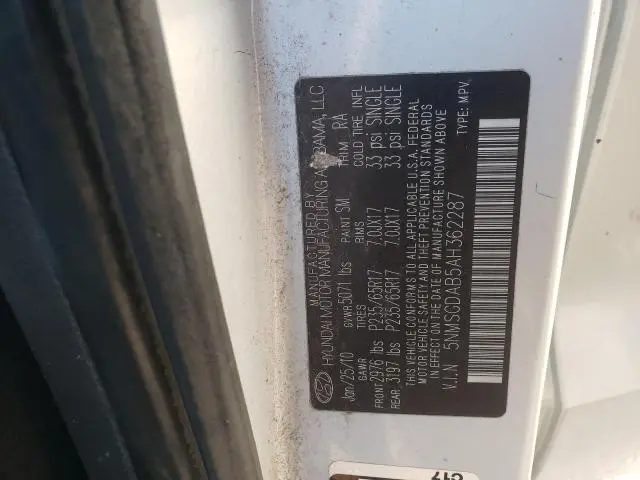 MANUFACTURED BY
HYUNDAI MOTOR MANUFACTURING ALABAMA, LLC
Jan/25/10 GVWR 5071 lbs PAINT SM TRIM RA
GAWR TIRES RIMS COLD TIRE INFL
FRONT 2976 lbs P235/65R17 7.0JX17 33 psi SINGLE
REAR 3197 lbs P235/65R17 7.0JX17 33 psi SINGLE
THIS VEHICLE CONFORMS TO ALL APPLICABLE U.S.A. FEDERAL
MOTOR VEHICLE SAFETY AND THEFT PREVENTION STANDARDS
IN EFFECT ON THE DATE OF MANUFACTURE SHOWN ABOVE
V.I.N 5NMSGDAB5AH362287 TYPE: MPV